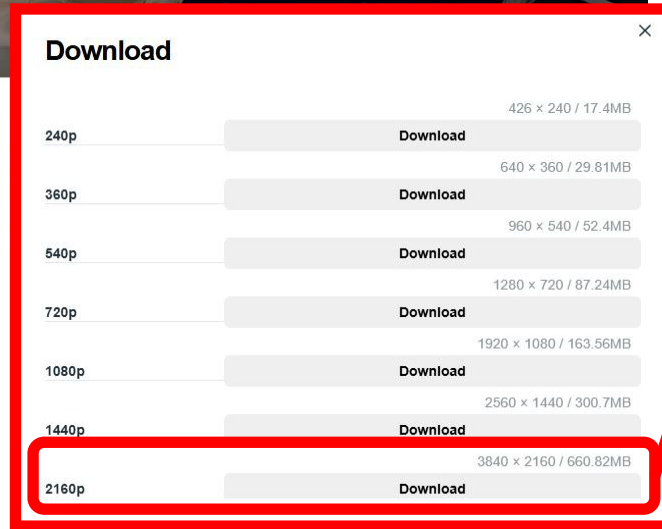 Download
426 × 240 / 17.4MB
240p Download
640 × 360 / 29.81MB
360p Download
960 × 540 / 52.4MB
540p Download
1280 × 720 / 87.24MB
720p Download
1920 × 1080 / 163.56MB
1080p Download
2560 × 1440 / 300.7MB
1440p Download
3840 × 2160 / 660.82MB
2160p Download